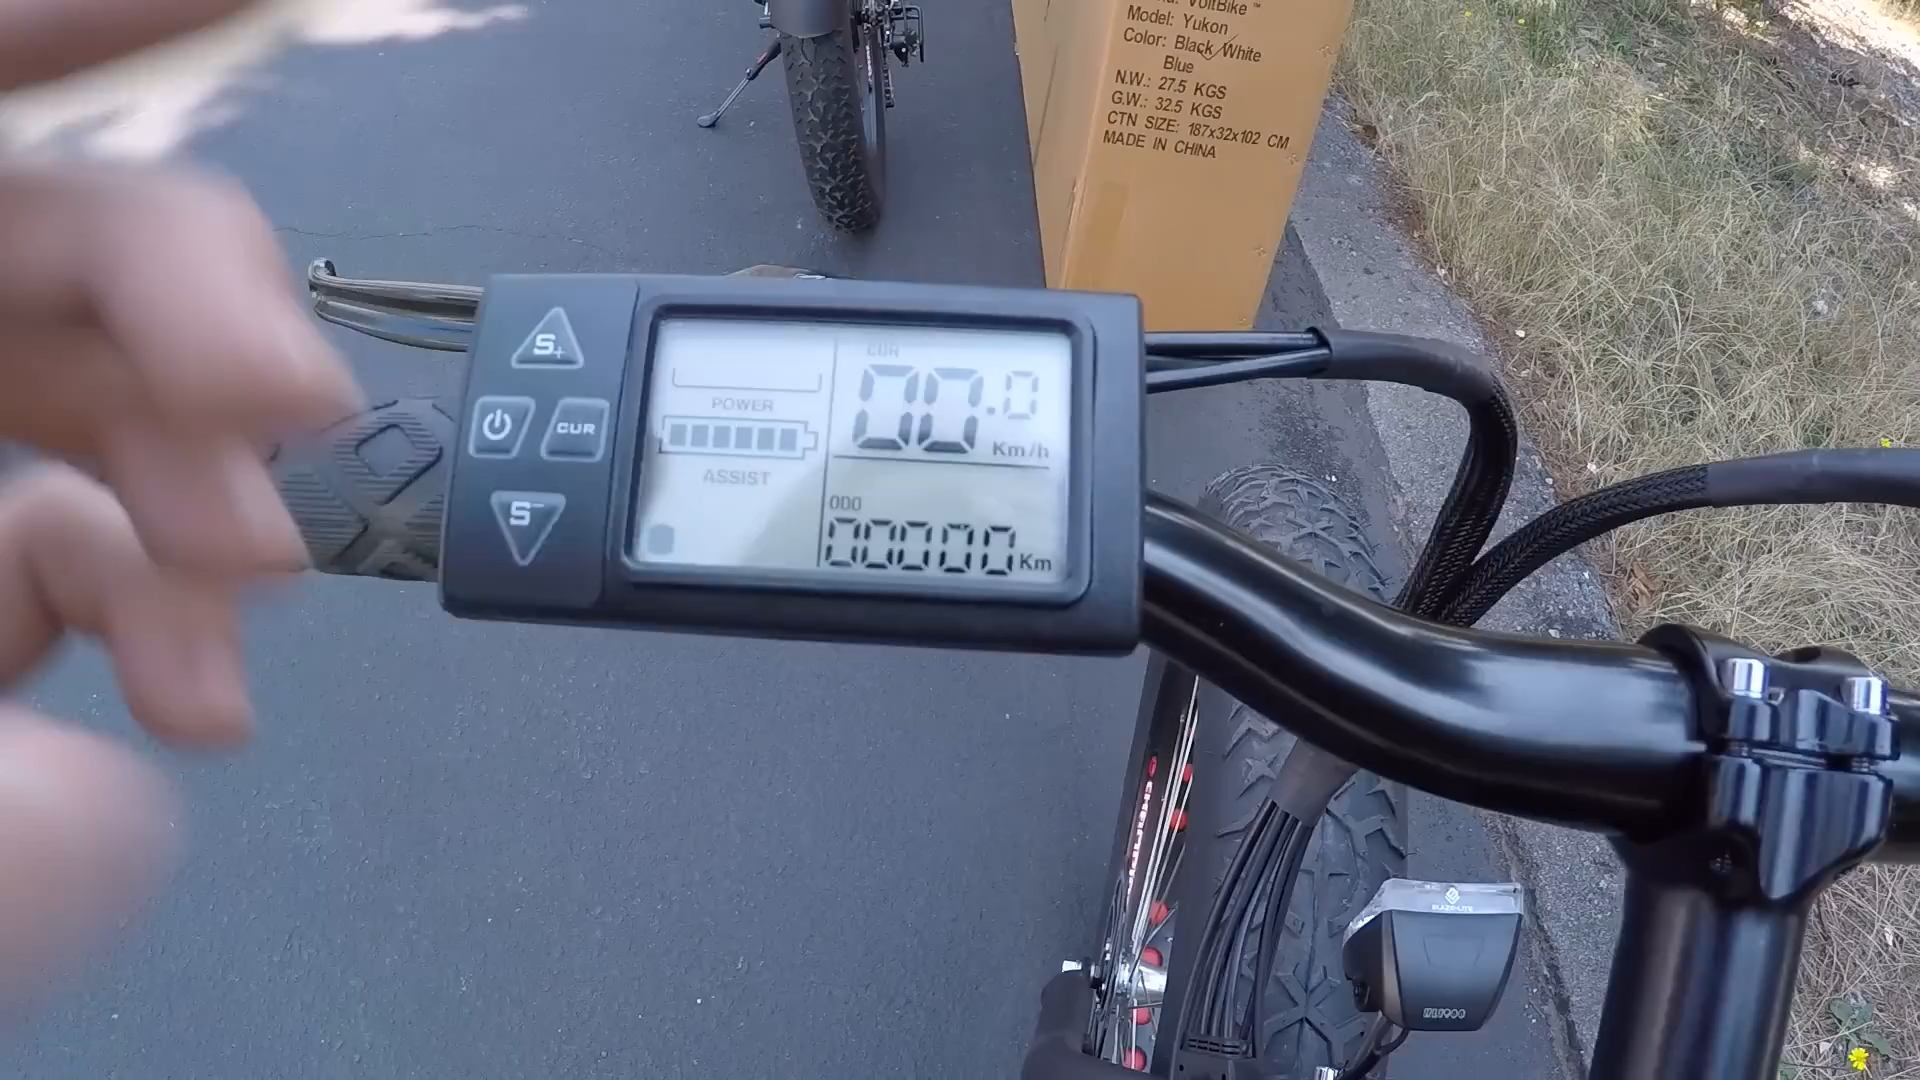 VoltBike™
Model: Yukon
Color: Black/White
Blue
N.W.: 27.5 KGS
G.W.: 32.5 KGS
CTN SIZE: 187x32x102 CM
MADE IN CHINA
S+
CUR
S-
POWER
ASSIST
CUR
00.0
Km/h
ODO
00000 Km